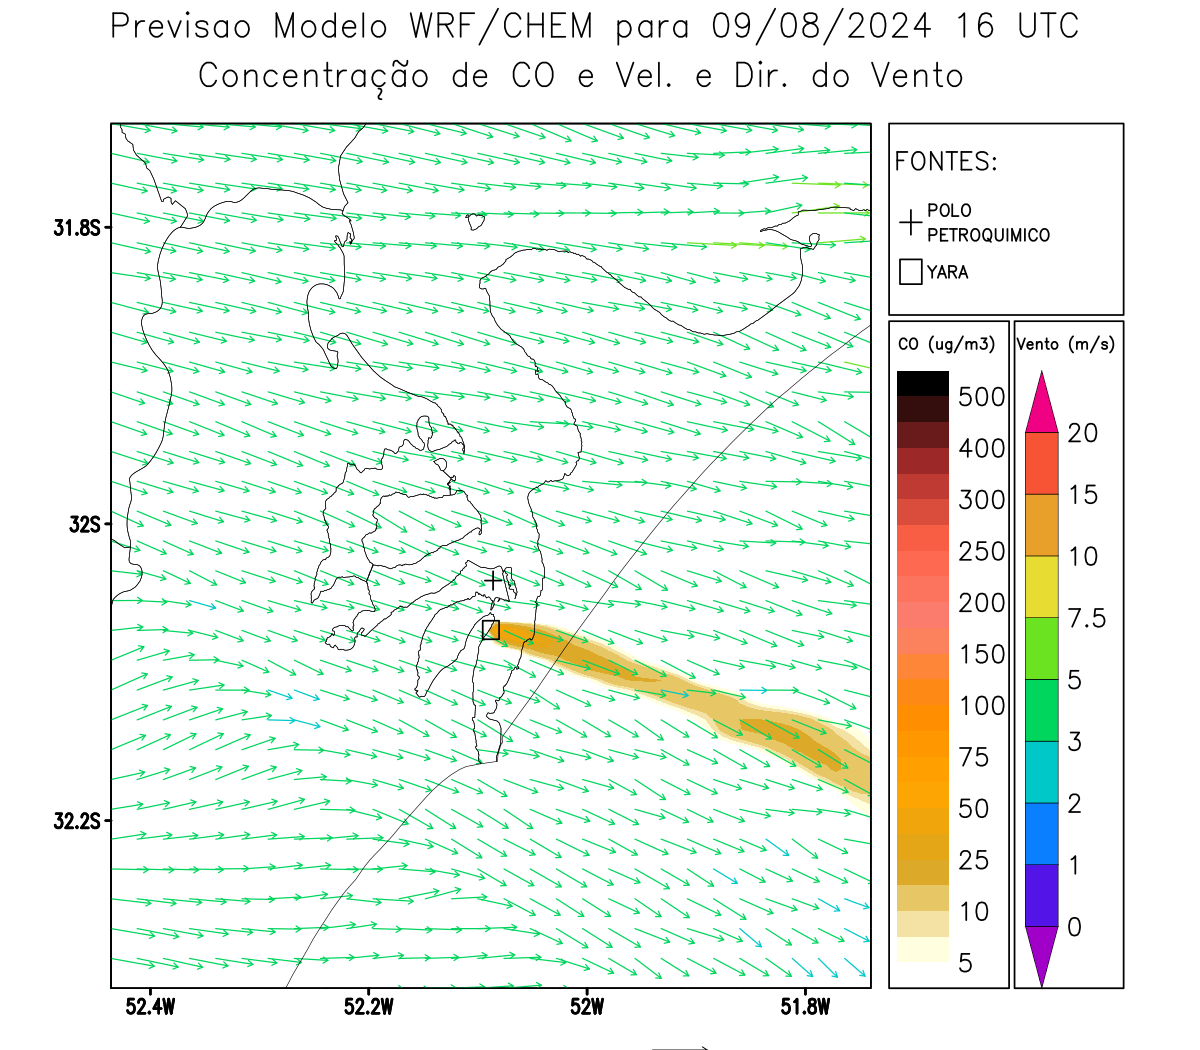 Previsao Modelo WRF/CHEM para 09/08/2024 16 UTC
Concentração de CO e Vel. e Dir. do Vento
FONTES:
POLO
PETROQUIMICO
YARA
31.8S
32S
32.2S
52.4W
52.2W
52W
51.8W
CO (ug/m3)
500
400
300
250
200
150
100
75
50
25
10
5
Vento (m/s)
20
15
10
7.5
5
3
2
1
0